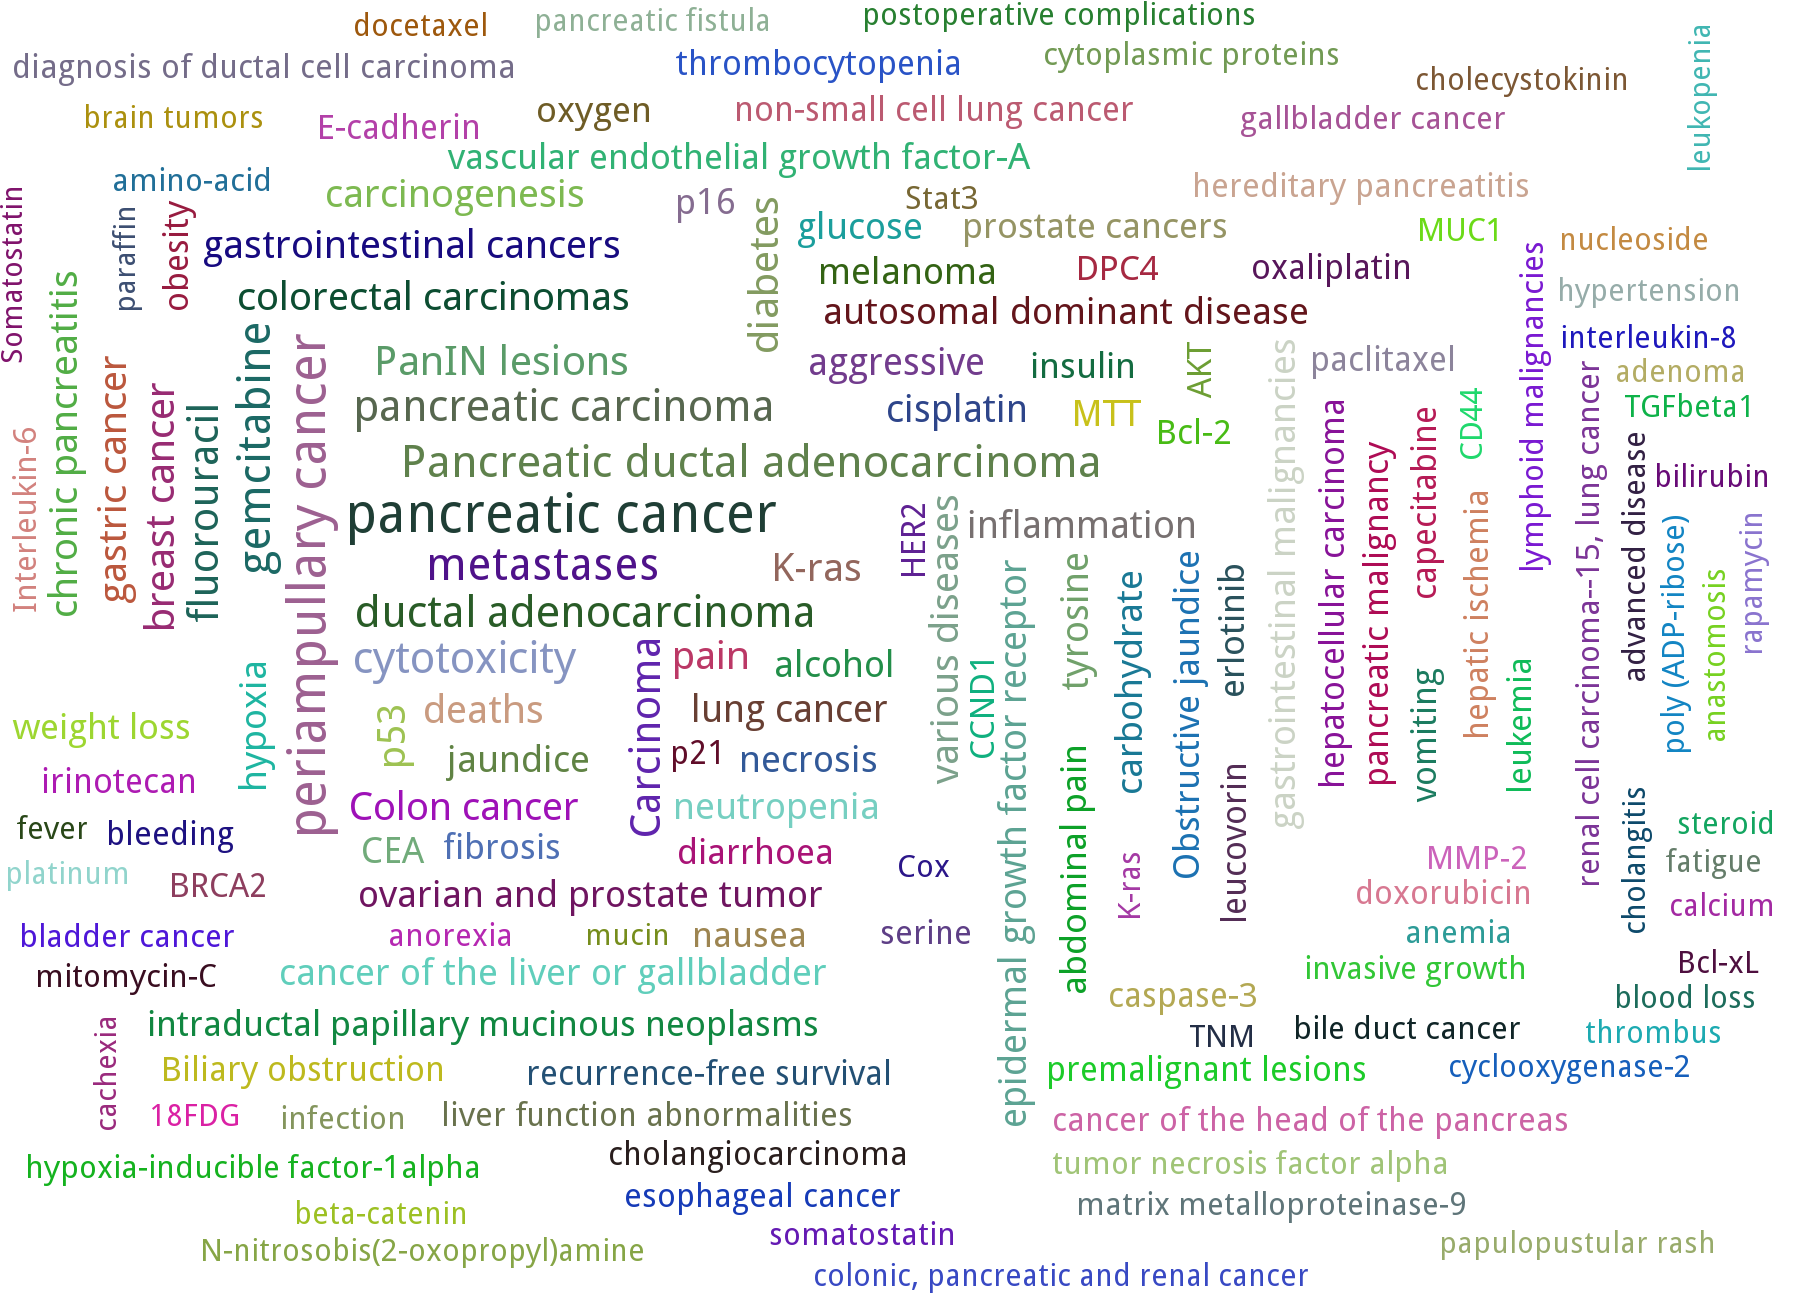 docetaxel
pancreatic fistula
postoperative complications
diagnosis of ductal cell carcinoma
thrombocytopenia
cytoplasmic proteins
cholecystokinin
leukopenia
brain tumors
E-cadherin
oxygen
non-small cell lung cancer
gallbladder cancer
vascular endothelial growth factor-A
amino-acid
carcinogenesis
p16
Stat3
hereditary pancreatitis
Somatostatin
paraffin
obesity
gastrointestinal cancers
diabetes
glucose
prostate cancers
MUC1
nucleoside
melanoma
DPC4
oxaliplatin
lymphoid malignancies
hypertension
chronic pancreatitis
colorectal carcinomas
autosomal dominant disease
interleukin-8
gemcitabine
periampullary cancer
PanIN lesions
aggressive
insulin
AKT
gastrointestinal malignancies
paclitaxel
renal cell carcinoma--15, lung cancer
adenoma
gastric cancer
breast cancer
fluorouracil
pancreatic carcinoma
cisplatin
MTT
Bcl-2
hepatocellular carcinoma
pancreatic malignancy
capecitabine
CD44
TGFbeta1
Interleukin-6
Pancreatic ductal adenocarcinoma
advanced disease
bilirubin
pancreatic cancer
HER2
various diseases
inflammation
hepatic ischemia
poly (ADP-ribose)
rapamycin
metastases
K-ras
epidermal growth factor receptor
tyrosine
carbohydrate
Obstructive jaundice
erlotinib
anastomosis
ductal adenocarcinoma
cytotoxicity
Carcinoma
pain
alcohol
CCND1
vomiting
leukemia
hypoxia
weight loss
p53
deaths
lung cancer
irinotecan
jaundice
p21
necrosis
abdominal pain
leucovorin
Colon cancer
neutropenia
cholangitis
steroid
fever
bleeding
CEA
fibrosis
diarrhoea
Cox
K-ras
MMP-2
fatigue
platinum
BRCA2
ovarian and prostate tumor
doxorubicin
calcium
bladder cancer
anorexia
mucin
nausea
serine
anemia
mitomycin-C
cancer of the liver or gallbladder
invasive growth
Bcl-xL
caspase-3
blood loss
cachexia
intraductal papillary mucinous neoplasms
TNM
bile duct cancer
thrombus
Biliary obstruction
recurrence-free survival
premalignant lesions
cyclooxygenase-2
18FDG
infection
liver function abnormalities
cancer of the head of the pancreas
hypoxia-inducible factor-1alpha
cholangiocarcinoma
tumor necrosis factor alpha
esophageal cancer
matrix metalloproteinase-9
beta-catenin
somatostatin
N-nitrosobis(2-oxopropyl)amine
papulopustular rash
colonic, pancreatic and renal cancer